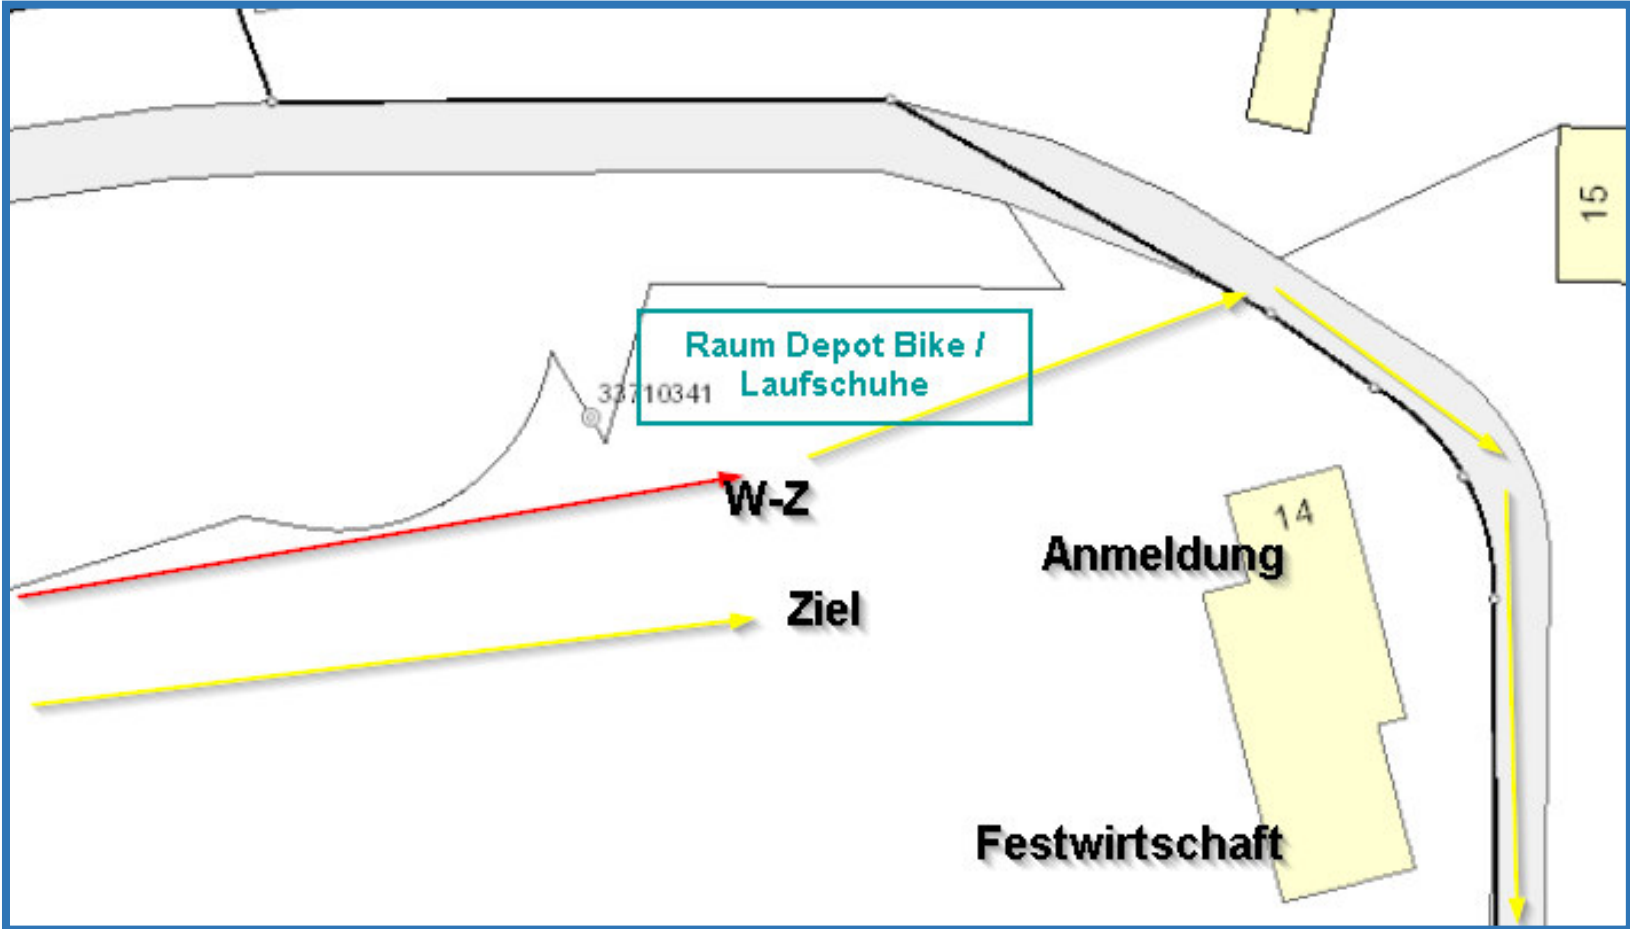 15
Raum Depot Bike /
Laufschuhe
33710341
W-Z
14
Anmeldung
Ziel
Festwirtschaft